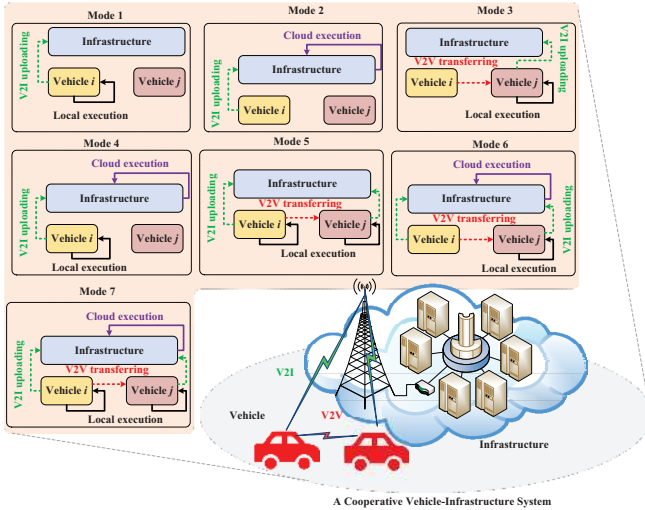 Mode 1
Infrastructure
V2I uploading
Vehicle i
Vehicle j
Local execution
Mode 2
Cloud execution
Infrastructure
V2I uploading
Vehicle i
Vehicle j
Mode 3
Infrastructure
V2I uploading
V2V transferring
Vehicle i
Vehicle j
Local execution
Mode 4
Cloud execution
Infrastructure
V2I uploading
Vehicle i
Vehicle j
Local execution
Mode 5
Infrastructure
V2I uploading
V2V transferring
Vehicle i
Vehicle j
Local execution
Mode 6
Cloud execution
Infrastructure
V2I uploading
V2V transferring
V2I uploading
Vehicle i
Vehicle j
Local execution
Mode 7
Cloud execution
Infrastructure
V2I uploading
V2V transferring
Vehicle i
Vehicle j
Local execution
V2I
Vehicle
V2V
Infrastructure
A Cooperative Vehicle-Infrastructure System